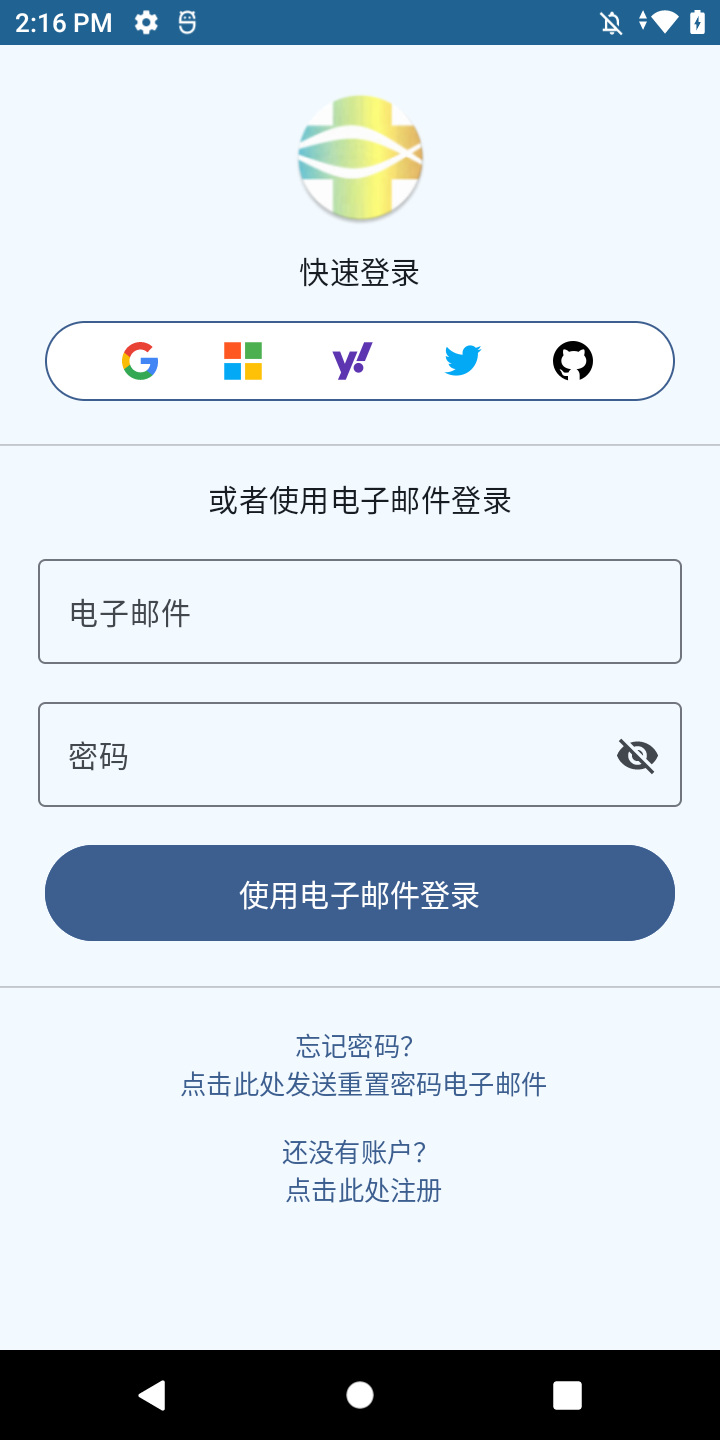 2:16 PM
快速登录
或者使用电子邮件登录
电子邮件
密码
使用电子邮件登录
忘记密码?
点击此处发送重置密码电子邮件
还没有账户?
点击此处注册